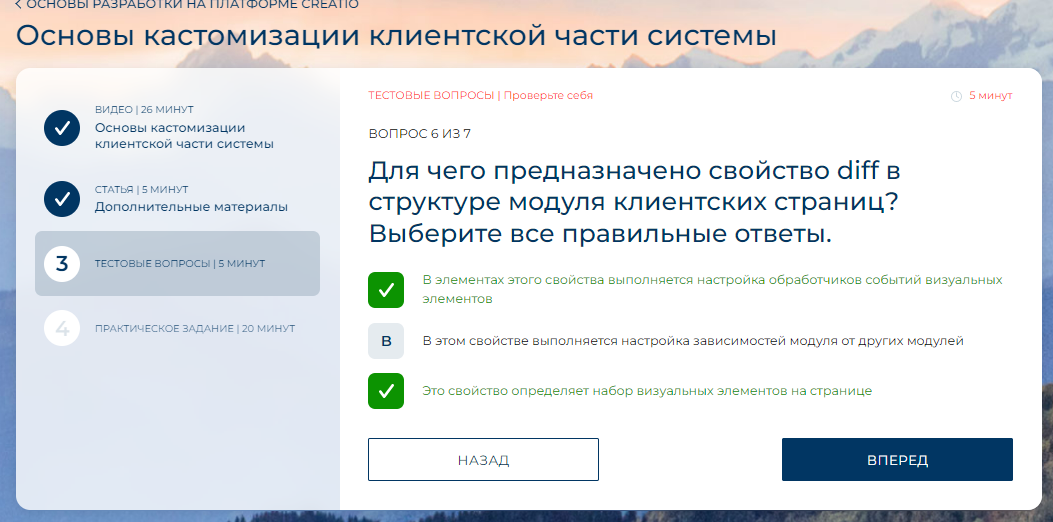 < ОСНОВЫ РАЗРАБОТКИ НА ПЛАТФОРМЕ CREATIO
Основы кастомизации клиентской части системы
ВИДЕО | 26 МИНУТ
Основы кастомизации
клиентской части системы
СТАТЬЯ | 5 МИНУТ
Дополнительные материалы
3
ТЕСТОВЫЕ ВОПРОСЫ | 5 МИНУТ
4
ПРАКТИЧЕСКОЕ ЗАДАНИЕ | 20 МИНУТ
ТЕСТОВЫЕ ВОПРОСЫ | Проверьте себя
5 минут
ВОПРОС 6 ИЗ 7
Для чего предназначено свойство diff в
структуре модуля клиентских страниц?
Выберите все правильные ответы.
В элементах этого свойства выполняется настройка обработчиков событий визуальных
элементов
B
В этом свойстве выполняется настройка зависимостей модуля от других модулей
Это свойство определяет набор визуальных элементов на странице
НАЗАД
ВПЕРЕД